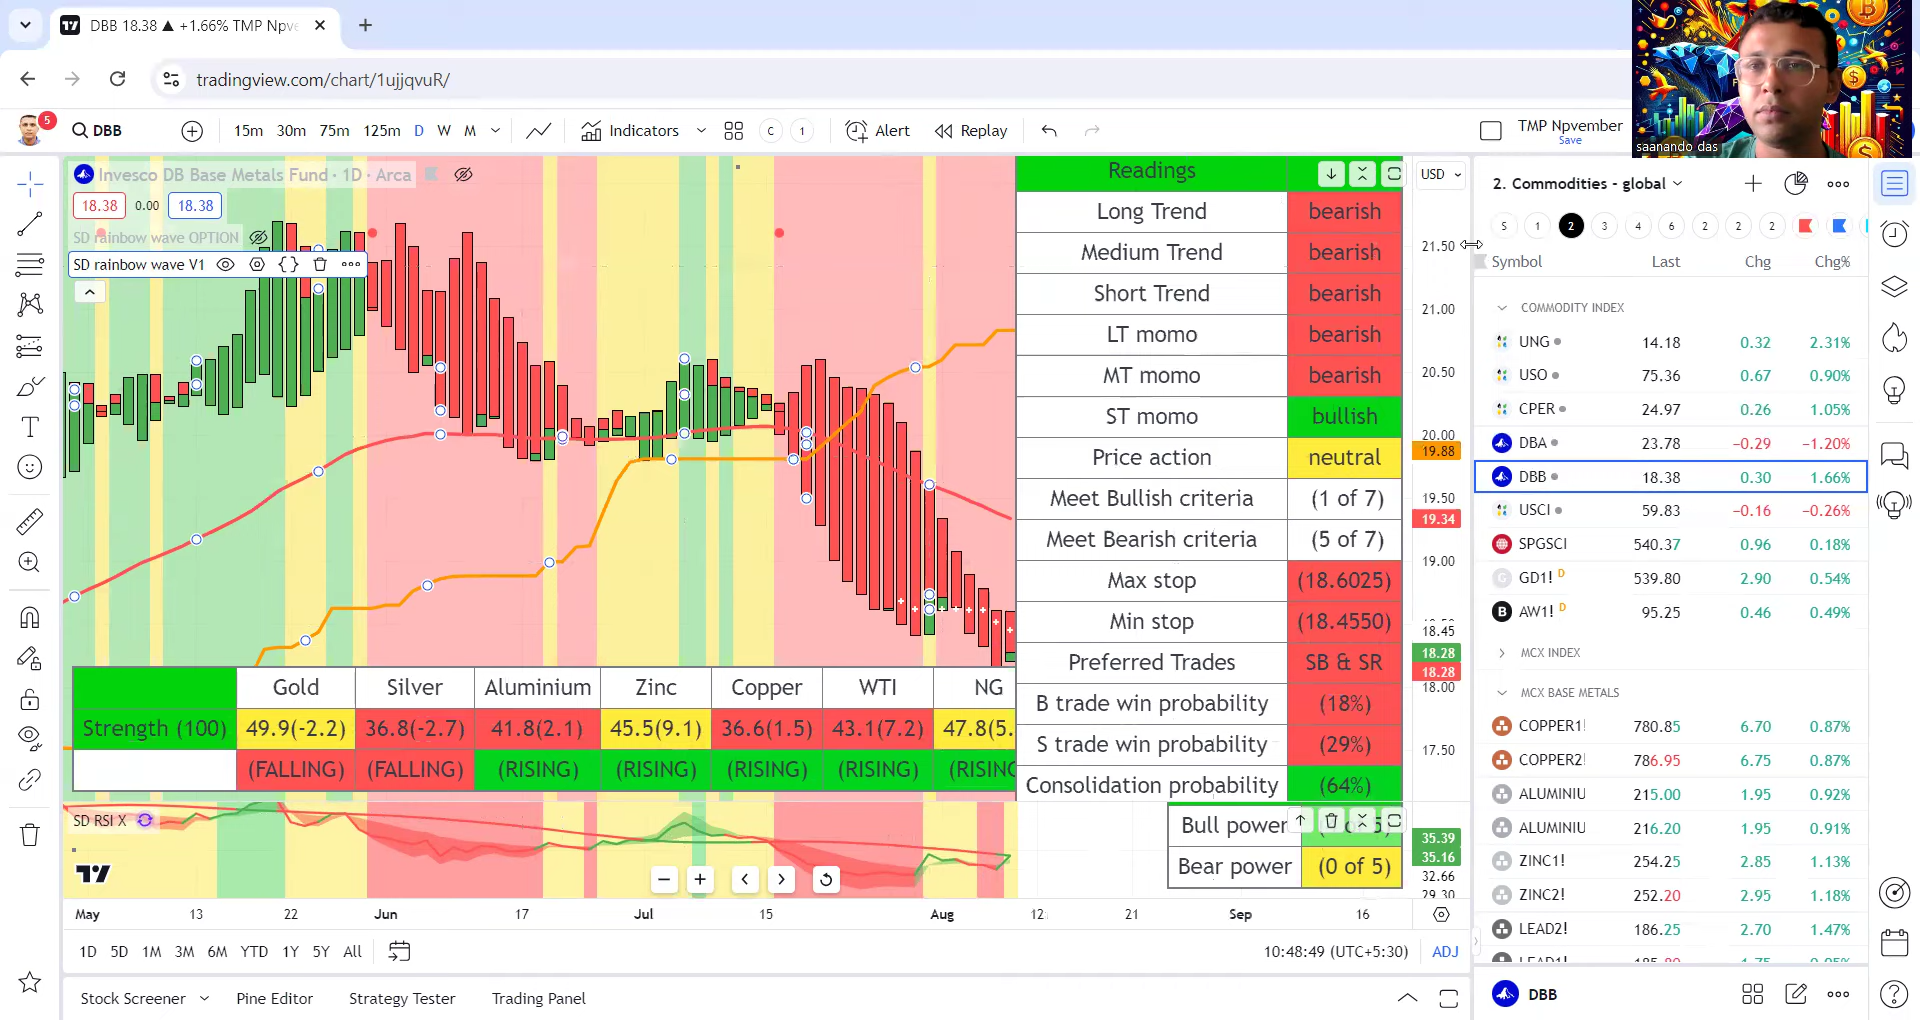 DBB 18.38 ▲ +1.66% TMP Npve
tradingview.com/chart/1ujjqvuR/
saanando das
5
DBB
15m 30m 75m 125m D W M
Indicators
C 1
Alert
Replay
TMP Npvember
Save
Invesco DB Base Metals Fund · 1D · Arca
18.38 0.00 18.38
SD rainbow wave OPTION
SD rainbow wave V1
Readings
Long Trend bearish
Medium Trend bearish
Short Trend bearish
LT momo bearish
MT momo bearish
ST momo bullish
Price action neutral
Meet Bullish criteria (1 of 7)
Meet Bearish criteria (5 of 7)
Max stop (18.6025)
Min stop (18.4550)
Preferred Trades SB & SR
B trade win probability (18%)
S trade win probability (29%)
Consolidation probability (64%)
Bull power
Bear power (0 of 5)
Gold Silver Aluminium Zinc Copper WTI NG
Strength (100) 49.9(-2.2) 36.8(-2.7) 41.8(2.1) 45.5(9.1) 36.6(1.5) 43.1(7.2) 47.8(5.
(FALLING) (FALLING) (RISING) (RISING) (RISING) (RISING) (RISING
SD RSI X
USD
21.50
21.00
20.50
20.00
19.88
19.50
19.34
19.00
18.45
18.28
18.28
18.00
17.50
35.39
35.16
32.66
29.30
May 13 22 Jun 17 Jul 15 Aug 12 21 Sep 16
1D 5D 1M 3M 6M YTD 1Y 5Y All
10:48:49 (UTC+5:30) ADJ
Stock Screener Pine Editor Strategy Tester Trading Panel
2. Commodities - global
S 1 2 3 4 6 2 2 2
Symbol Last Chg Chg%
COMMODITY INDEX
UNG 14.18 0.32 2.31%
USO 75.36 0.67 0.90%
CPER 24.97 0.26 1.05%
DBA 23.78 −0.29 −1.20%
DBB 18.38 0.30 1.66%
USCI 59.83 −0.16 −0.26%
SPGSCI 540.37 0.96 0.18%
GD1! D 539.80 2.90 0.54%
AW1! D 95.25 0.46 0.49%
MCX INDEX
MCX BASE METALS
COPPER1! 780.85 6.70 0.87%
COPPER2! 786.95 6.75 0.87%
ALUMINIU 215.00 1.95 0.92%
ALUMINIU 216.20 1.95 0.91%
ZINC1! 254.25 2.85 1.13%
ZINC2! 252.20 2.95 1.18%
LEAD2! 186.25 2.70 1.47%
DBB